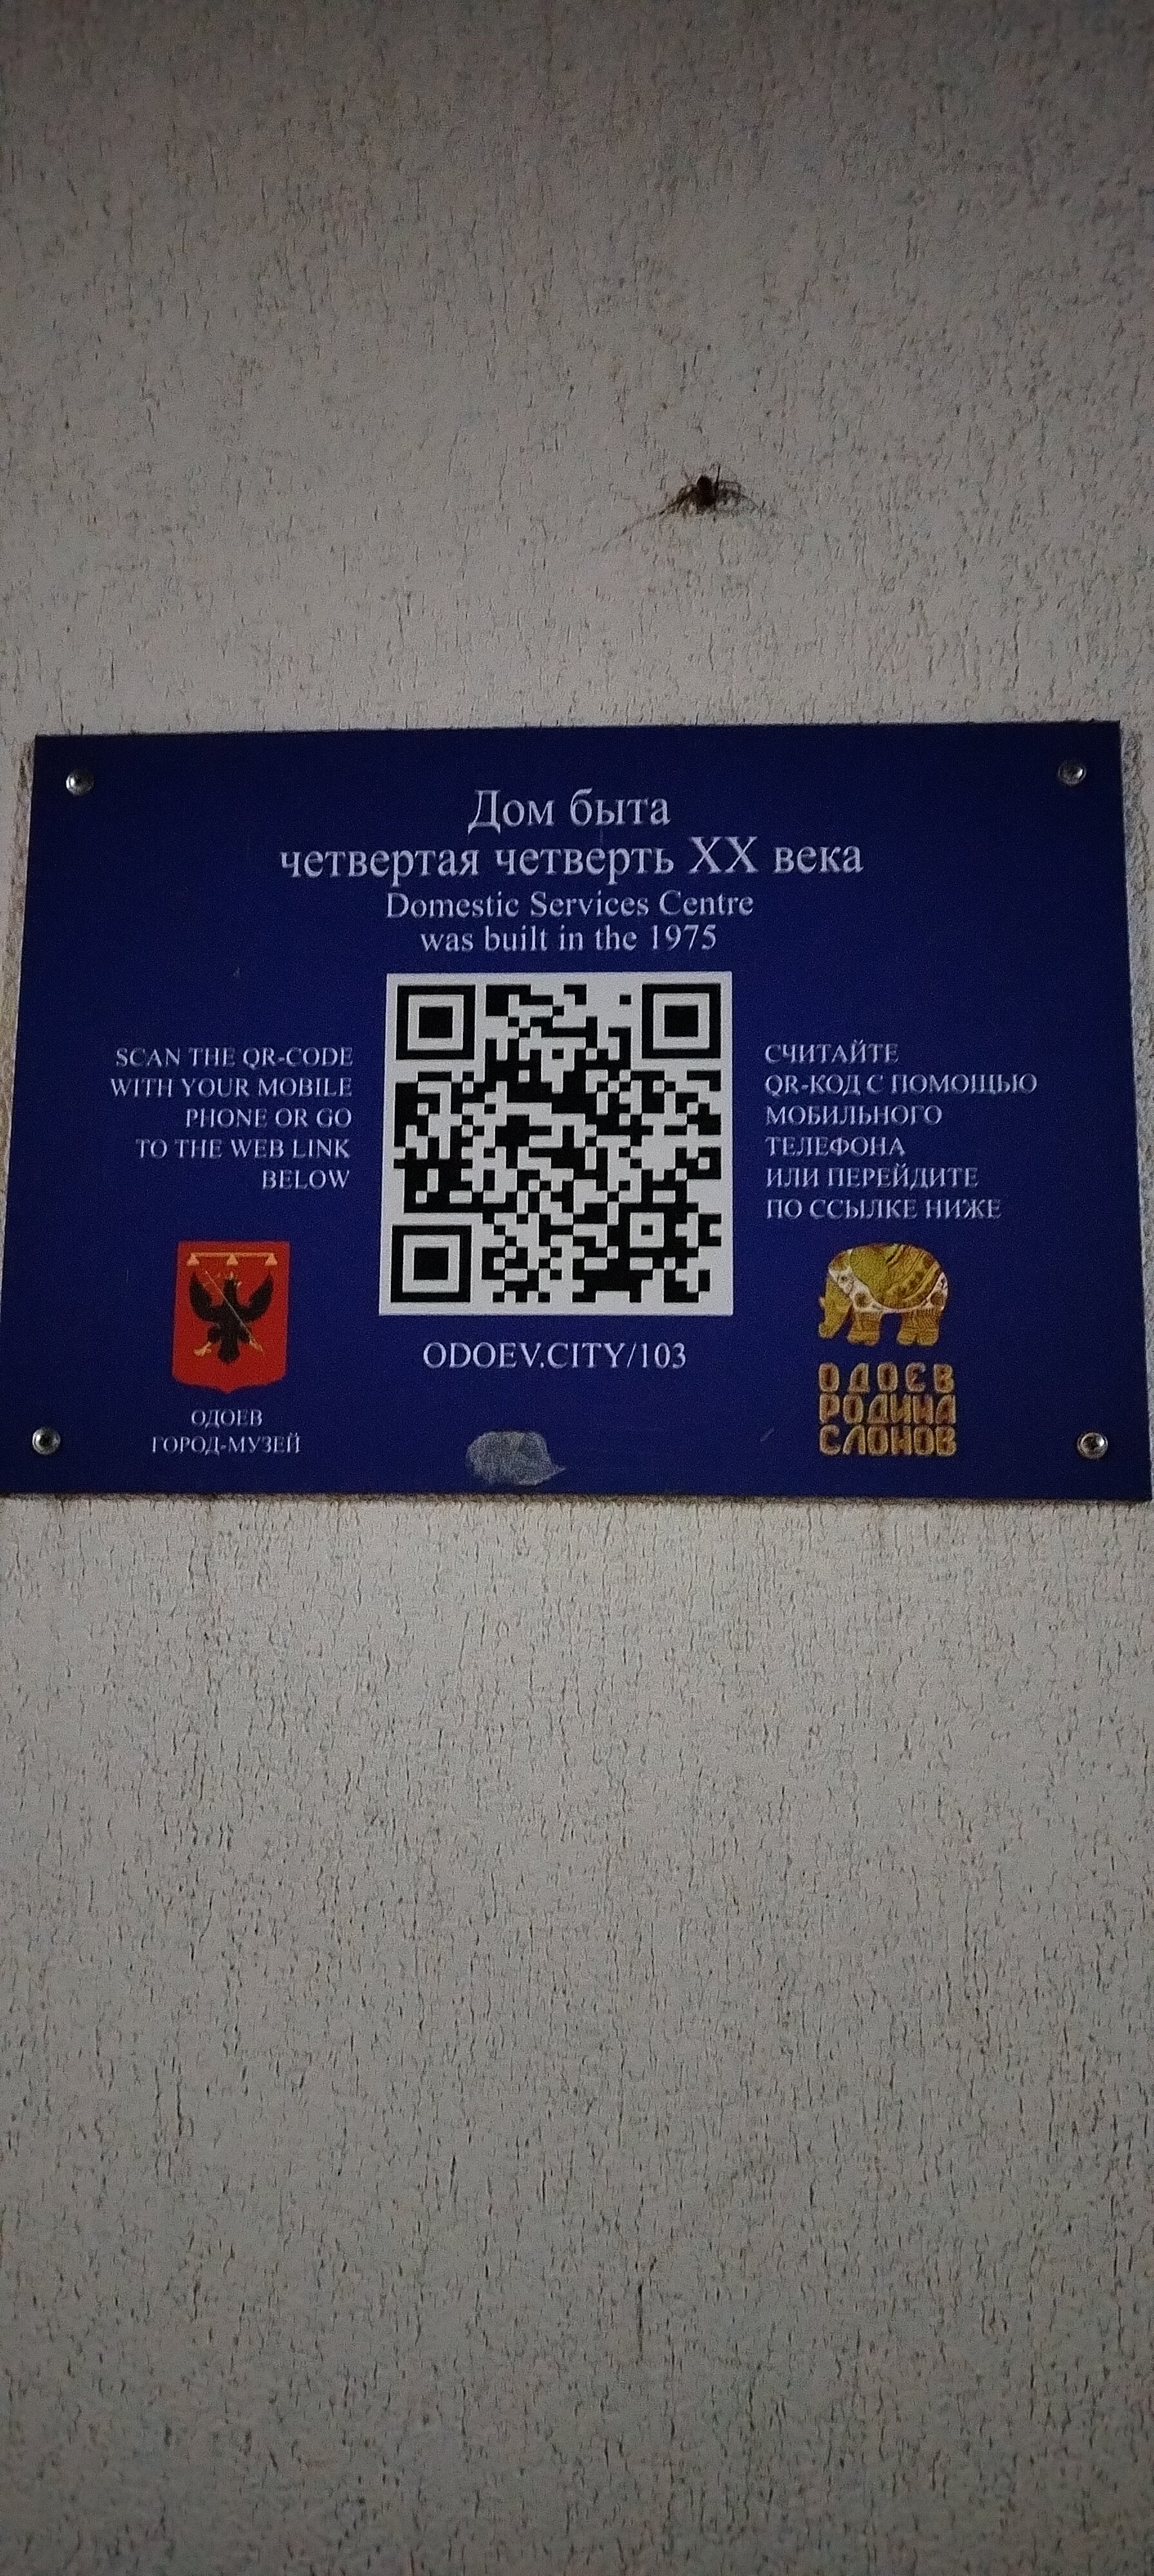 Дом быта
четвертая четверть XX века
Domestic Services Centre
was built in the 1975
SCAN THE QR-CODE
WITH YOUR MOBILE
PHONE OR GO
TO THE WEB LINK
BELOW
СЧИТАЙТЕ
QR-КОД С ПОМОЩЬЮ
МОБИЛЬНОГО
ТЕЛЕФОНА
ИЛИ ПЕРЕЙДИТЕ
ПО ССЫЛКЕ НИЖЕ
ODOEV.CITY/103
ОДОЕВ
ГОРОД-МУЗЕЙ
ОДОЕВ
РОДИНА
СЛОНОВ